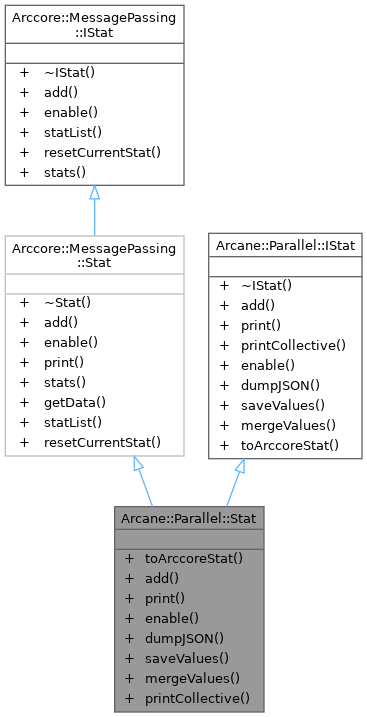 Arccore::MessagePassing
::IStat
+ ~IStat()
+ add()
+ enable()
+ statList()
+ resetCurrentStat()
+ stats()
Arccore::MessagePassing
::Stat
+ ~Stat()
+ add()
+ enable()
+ print()
+ stats()
+ getData()
+ statList()
+ resetCurrentStat()
Arcane::Parallel::IStat
+ ~IStat()
+ add()
+ print()
+ printCollective()
+ enable()
+ dumpJSON()
+ saveValues()
+ mergeValues()
+ toArccoreStat()
Arcane::Parallel::Stat
+ toArccoreStat()
+ add()
+ print()
+ enable()
+ dumpJSON()
+ saveValues()
+ mergeValues()
+ printCollective()